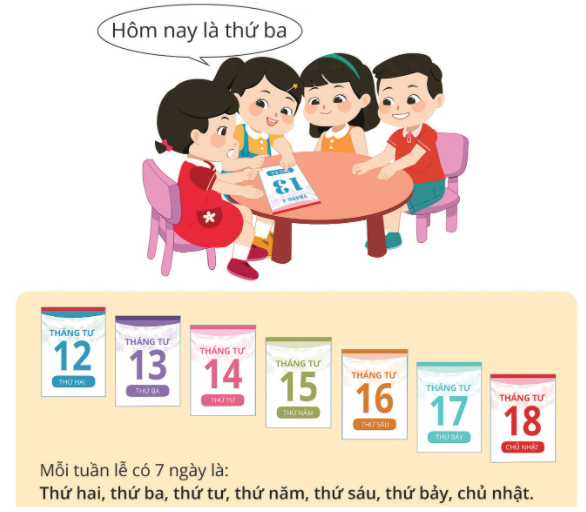 Hôm nay là thứ ba
THÁNG 4
13
THÁNG TƯ
12
THỨ HAI
THÁNG TƯ
13
THỨ BA
THÁNG TƯ
14
THỨ TƯ
THÁNG TƯ
15
THỨ NĂM
THÁNG TƯ
16
THỨ SÁU
THÁNG TƯ
17
THỨ BẢY
THÁNG TƯ
18
CHỦ NHẬT
Mỗi tuần lễ có 7 ngày là:
Thứ hai, thứ ba, thứ tư, thứ năm, thứ sáu, thứ bảy, chủ nhật.